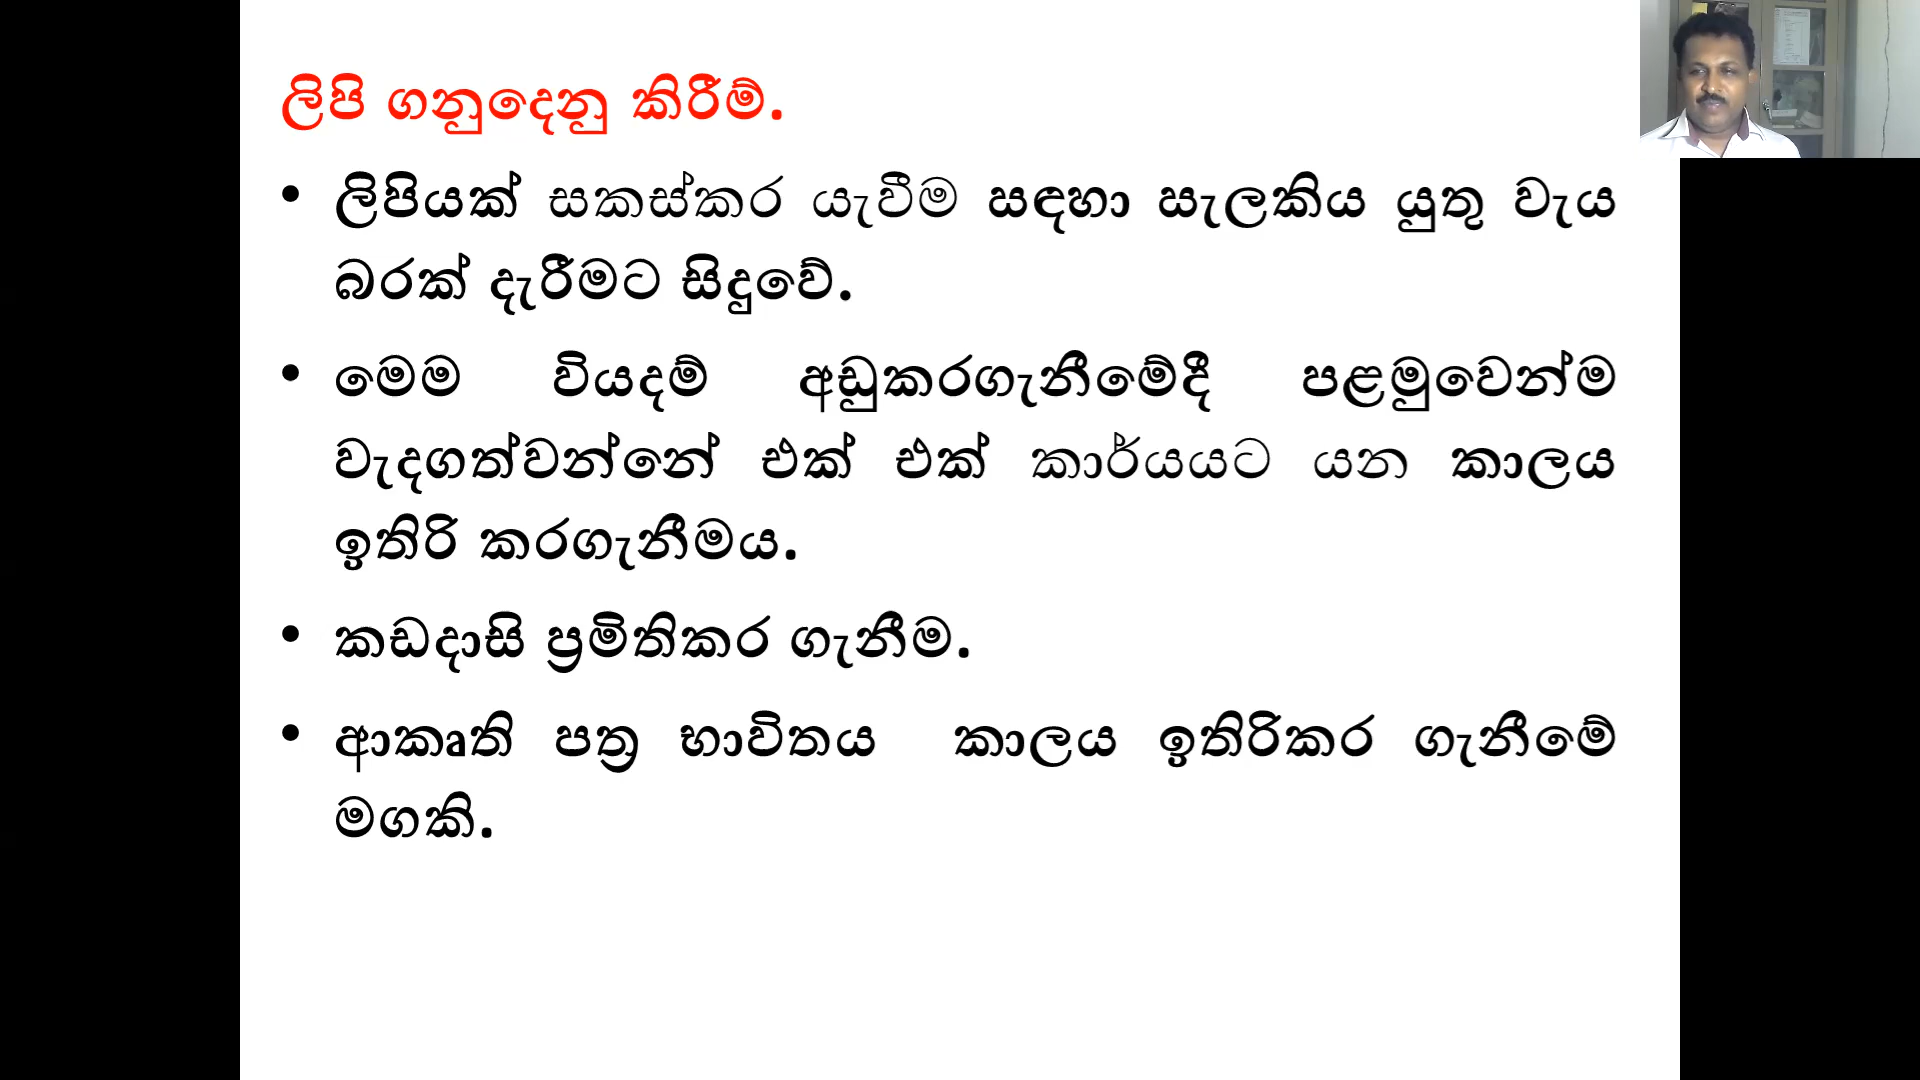 ලිපි ගනුදෙනු කිරීම්.
• ලිපියක් සකස්කර යැවීම සඳහා සැලකිය යුතු වැය
බරක් දැරීමට සිදුවේ.
• මෙම වියදම් අඩුකරගැනීමේදී පළමුවෙන්ම
වැදගත්වන්නේ එක් එක් කාර්යයට යන කාලය
ඉතිරි කරගැනීමය.
• කඩදාසි ප්‍රමිතිකර ගැනීම.
• ආකෘති පත්‍ර භාවිතය කාලය ඉතිරිකර ගැනීමේ
මගකි.